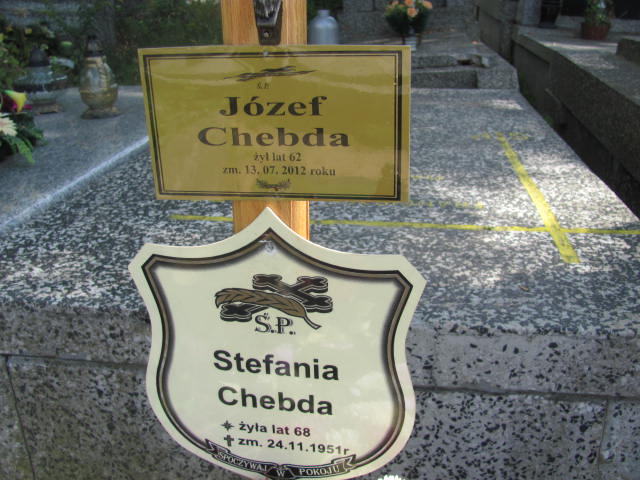 Ś.P.
Józef
Chebda
żył lat 62
zm. 13. 07. 2012 roku
Ś.P.
Stefania
Chebda
żyła lat 68
zm. 24.11.1951r
SPOCZYWAJ W POKOJU